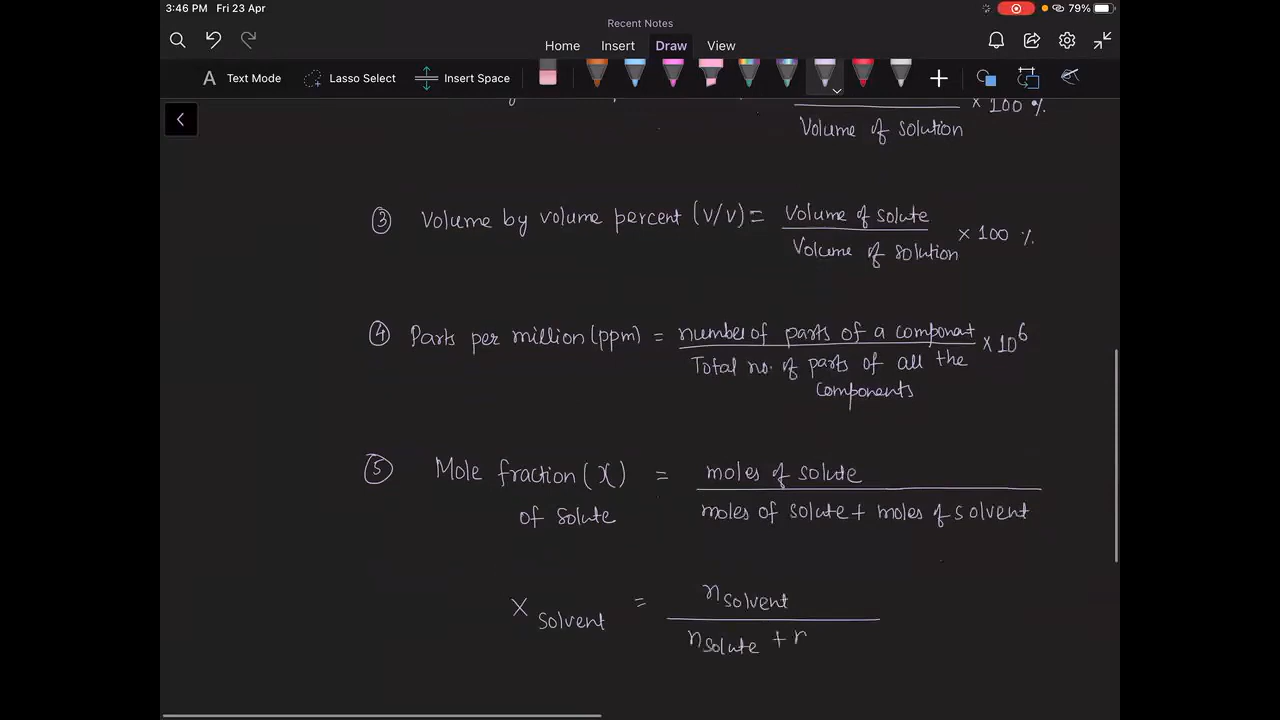 3:46 PM Fri 23 Apr
79%
Recent Notes
Home Insert Draw View
Text Mode Lasso Select Insert Space
× 100 %
Volume of solution
③ Volume by volume percent (v/v) = Volume of solute
Volume of solution × 100 %
④ Parts per million (ppm) = number of parts of a component × 10⁶
Total no. of parts of all the
components
⑤ Mole fraction (X) = moles of solute
of solute moles of solute + moles of solvent
X solvent = n solvent
n solute + r